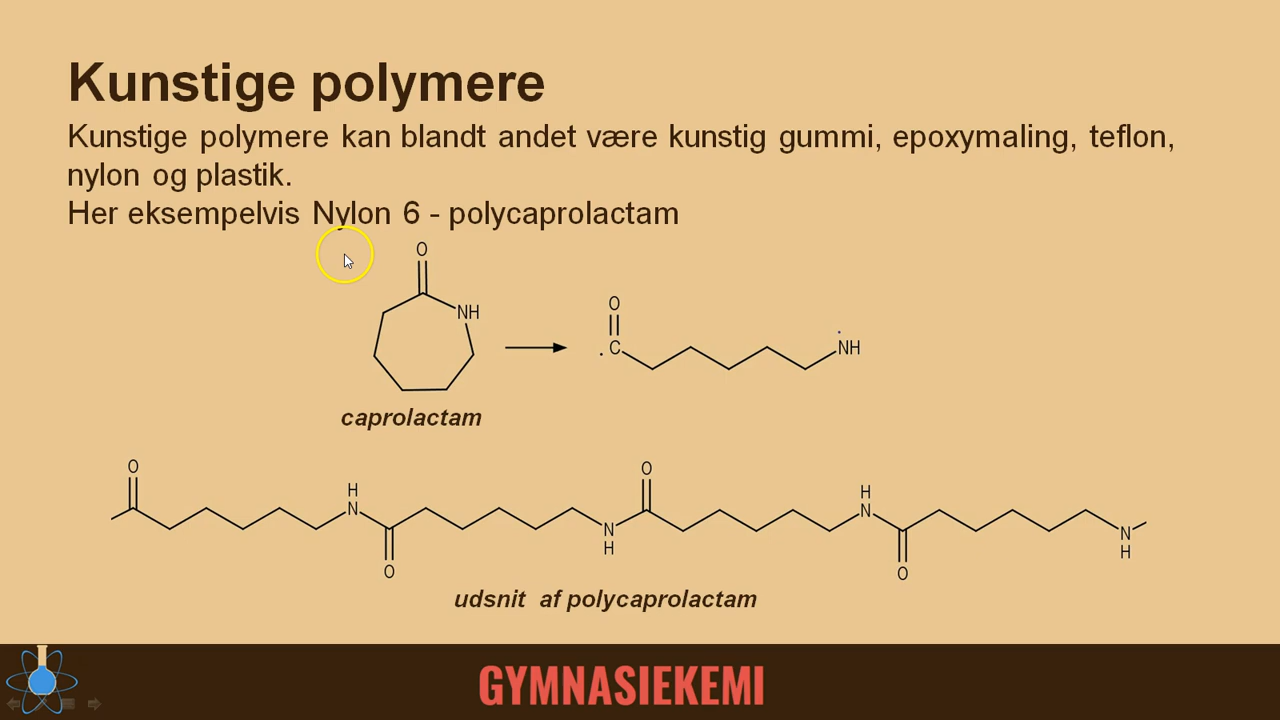 Kunstige polymere
Kunstige polymere kan blandt andet være kunstig gummi, epoxymaling, teflon,
nylon og plastik.
Her eksempelvis Nylon 6 - polycaprolactam
O
NH
O
.C
NH
caprolactam
O
H
N
O
N
H
O
H
N
O
N
H
udsnit af polycaprolactam
GYMNASIEKEMI